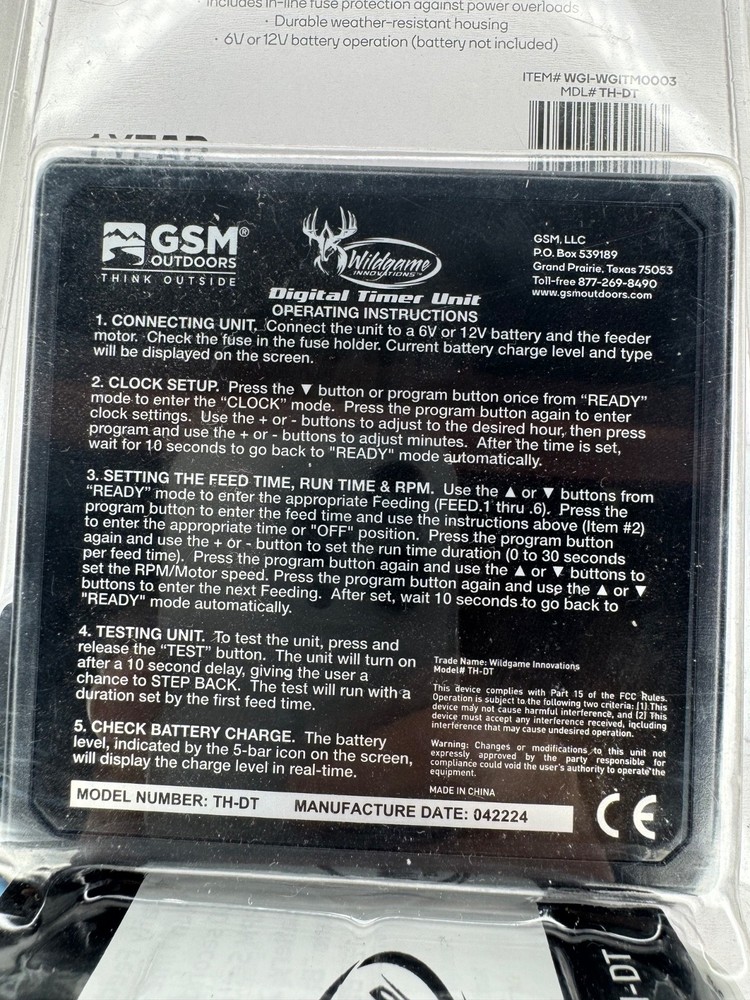 · Includes in-line fuse protection against power overloads
· Durable weather-resistant housing
· 6V or 12V battery operation (battery not included)
ITEM# WGI-WGITM0003
MDL# TH-DT
1 YEAR
GSM®
OUTDOORS
THINK OUTSIDE
Wildgame
INNOVATIONS™
GSM, LLC
P.O. Box 539189
Grand Prairie, Texas 75053
Toll-free 877-269-8490
www.gsmoutdoors.com
Digital Timer Unit
OPERATING INSTRUCTIONS
1. CONNECTING UNIT. Connect the unit to a 6V or 12V battery and the feeder
motor. Check the fuse in the fuse holder. Current battery charge level and type
will be displayed on the screen.
2. CLOCK SETUP. Press the ▼ button or program button once from “READY”
mode to enter the “CLOCK” mode. Press the program button again to enter
clock settings. Use the + or - buttons to adjust to the desired hour, then press
program and use the + or - buttons to adjust minutes. After the time is set,
wait for 10 seconds to go back to "READY" mode automatically.
3. SETTING THE FEED TIME, RUN TIME & RPM. Use the ▲ or ▼ buttons from
“READY” mode to enter the appropriate Feeding (FEED.1 thru .6). Press the
program button to enter the feed time and use the instructions above (Item #2)
to enter the appropriate time or "OFF" position. Press the program button
again and use the + or - button to set the run time duration (0 to 30 seconds
per feed time). Press the program button again and use the ▲ or ▼ buttons to
set the RPM/Motor speed. Press the program button again and use the ▲ or ▼
buttons to enter the next Feeding. After set, wait 10 seconds to go back to
"READY" mode automatically.
4. TESTING UNIT. To test the unit, press and
release the “TEST” button. The unit will turn on
after a 10 second delay, giving the user a
chance to STEP BACK. The test will run with a
duration set by the first feed time.
5. CHECK BATTERY CHARGE. The battery
level, indicated by the 5-bar icon on the screen,
will display the charge level in real-time.
Trade Name: Wildgame Innovations
Model# TH-DT
This device complies with Part 15 of the FCC Rules.
Operation is subject to the following two criteria: (1) This
device may not cause harmful interference, and (2) This
device must accept any interference received, including
interference that may cause undesired operation.
Warning: Changes or modifications to this unit not
expressly approved by the party responsible for
compliance could void the user's authority to operate the
equipment.
MADE IN CHINA
MODEL NUMBER: TH-DT MANUFACTURE DATE: 042224
CE
-DT